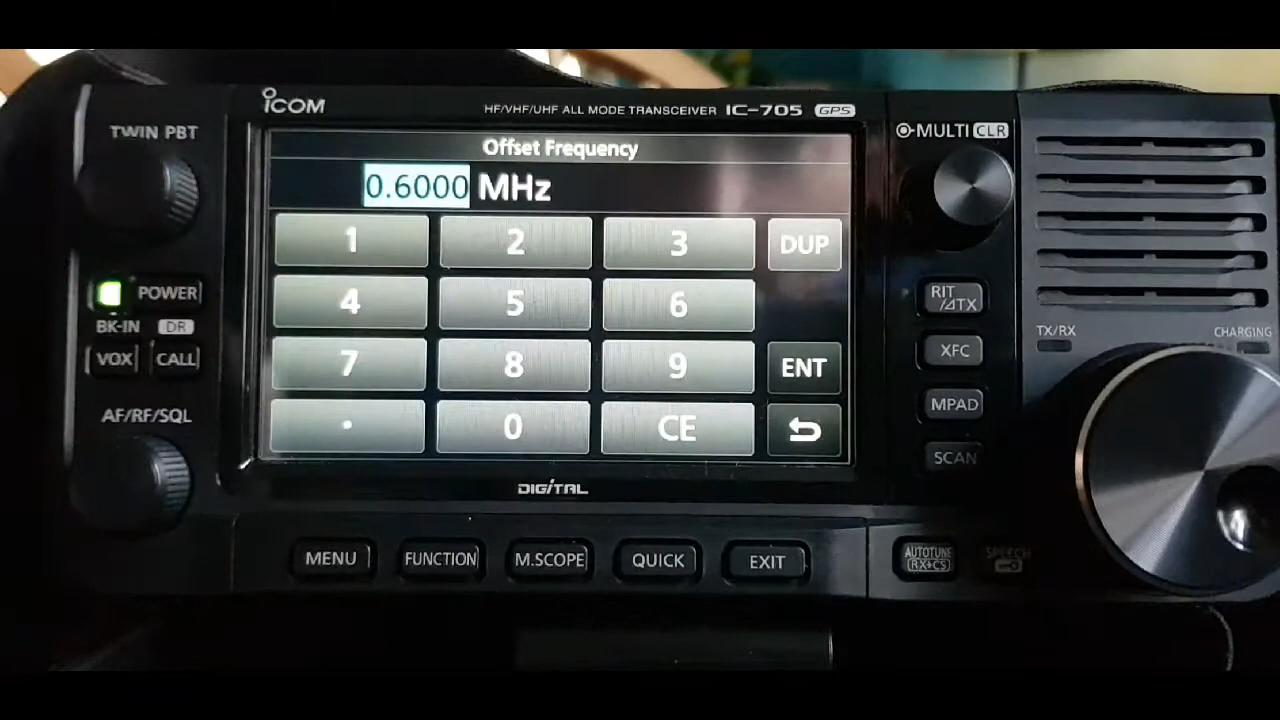 ICOM
HF/VHF/UHF ALL MODE TRANSCEIVER IC-705 GPS
TWIN PBT
MULTI CLR
Offset Frequency
0.6000 MHz
1 2 3 DUP
4 5 6
7 8 9 ENT
. 0 CE
POWER
BK-IN DR
VOX CALL
AF/RF/SQL
RIT/⊿TX
XFC
MPAD
SCAN
TX/RX
CHARGING
DIGITAL
MENU FUNCTION M.SCOPE QUICK EXIT
AUTOTUNE
RX→CS
SPEECH